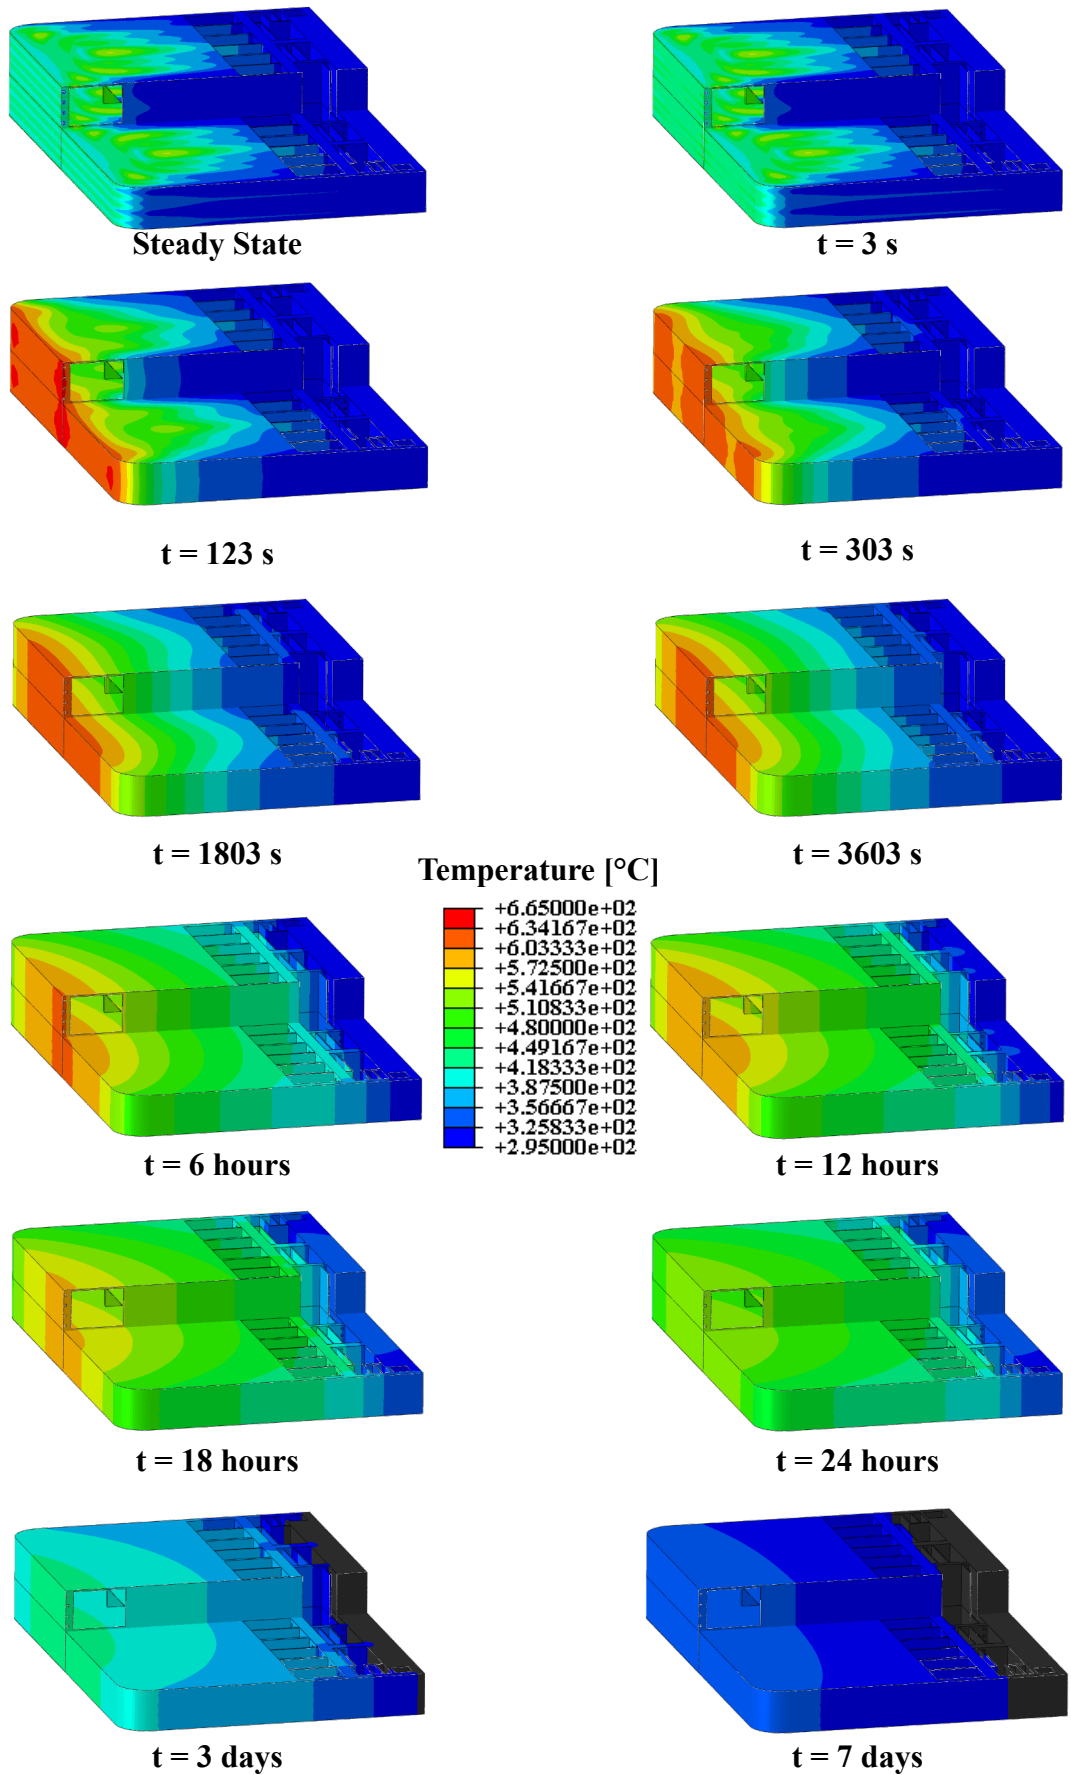 Steady State
t = 3 s
t = 123 s
t = 303 s
t = 1803 s
t = 3603 s
Temperature [°C]
+6.65000e+02
+6.34167e+02
+6.03333e+02
+5.72500e+02
+5.41667e+02
+5.10833e+02
+4.80000e+02
+4.49167e+02
+4.18333e+02
+3.87500e+02
+3.56667e+02
+3.25833e+02
+2.95000e+02
t = 6 hours
t = 12 hours
t = 18 hours
t = 24 hours
t = 3 days
t = 7 days